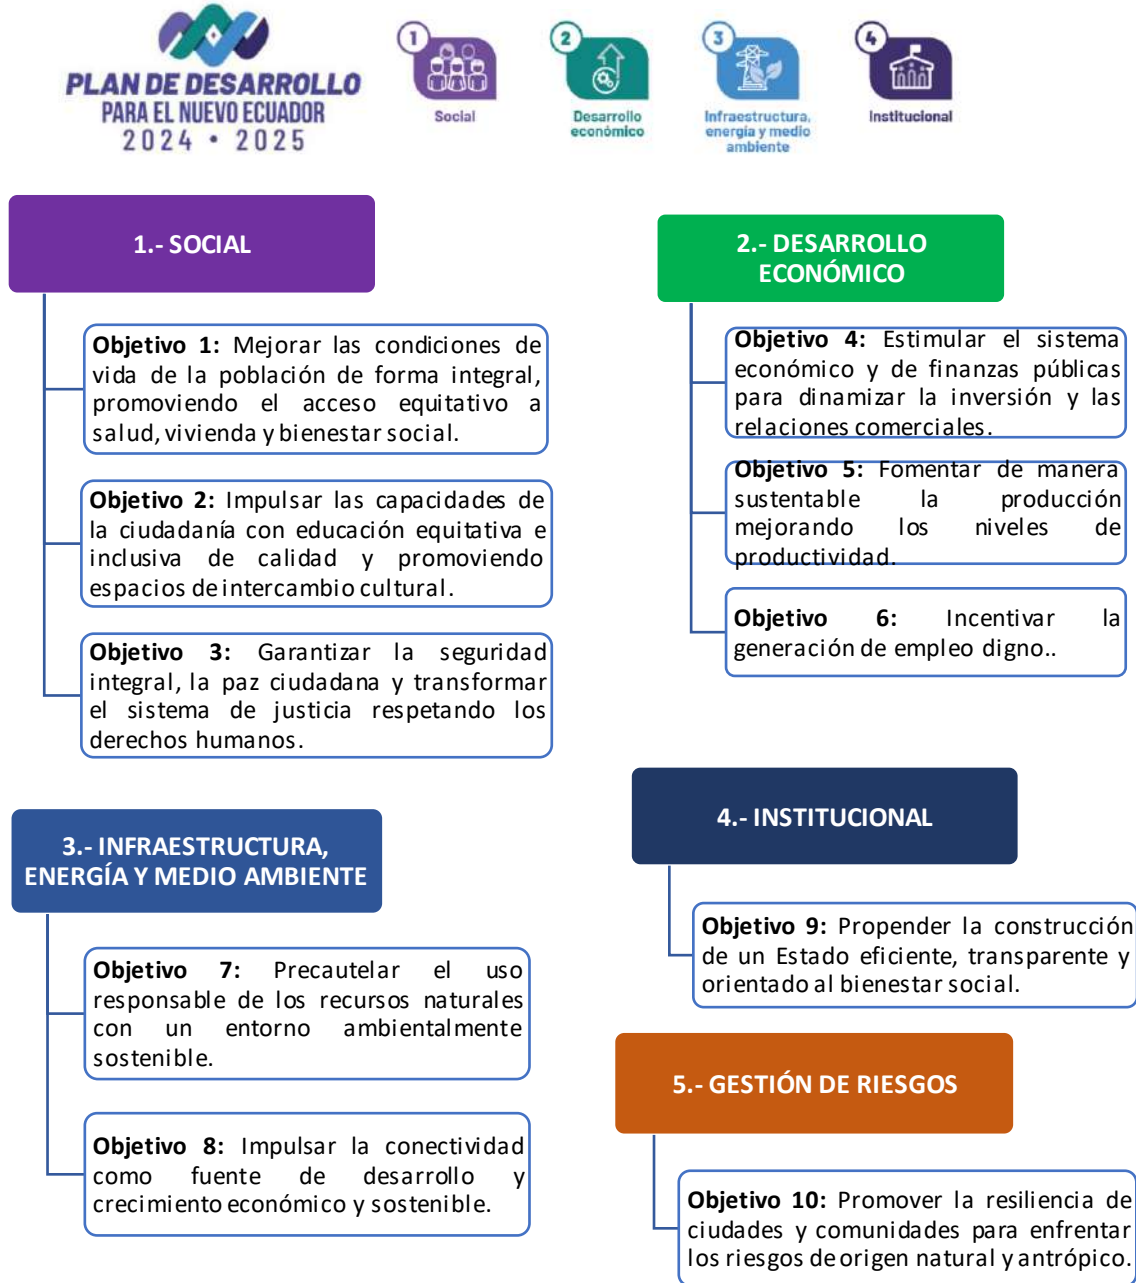 PLAN DE DESARROLLO
PARA EL NUEVO ECUADOR
2024 • 2025
1
Social
2
Desarrollo
económico
3
Infraestructura,
energía y medio
ambiente
4
Institucional
1.- SOCIAL
Objetivo 1: Mejorar las condiciones de
vida de la población de forma integral,
promoviendo el acceso equitativo a
salud, vivienda y bienestar social.
Objetivo 2: Impulsar las capacidades de
la ciudadanía con educación equitativa e
inclusiva de calidad y promoviendo
espacios de intercambio cultural.
Objetivo 3: Garantizar la seguridad
integral, la paz ciudadana y transformar
el sistema de justicia respetando los
derechos humanos.
2.- DESARROLLO
ECONÓMICO
Objetivo 4: Estimular el sistema
económico y de finanzas públicas
para dinamizar la inversión y las
relaciones comerciales.
Objetivo 5: Fomentar de manera
sustentable la producción
mejorando los niveles de
productividad.
Objetivo 6: Incentivar la
generación de empleo digno..
3.- INFRAESTRUCTURA,
ENERGÍA Y MEDIO AMBIENTE
Objetivo 7: Precautelar el uso
responsable de los recursos naturales
con un entorno ambientalmente
sostenible.
Objetivo 8: Impulsar la conectividad
como fuente de desarrollo y
crecimiento económico y sostenible.
4.- INSTITUCIONAL
Objetivo 9: Propender la construcción
de un Estado eficiente, transparente y
orientado al bienestar social.
5.- GESTIÓN DE RIESGOS
Objetivo 10: Promover la resiliencia de
ciudades y comunidades para enfrentar
los riesgos de origen natural y antrópico.